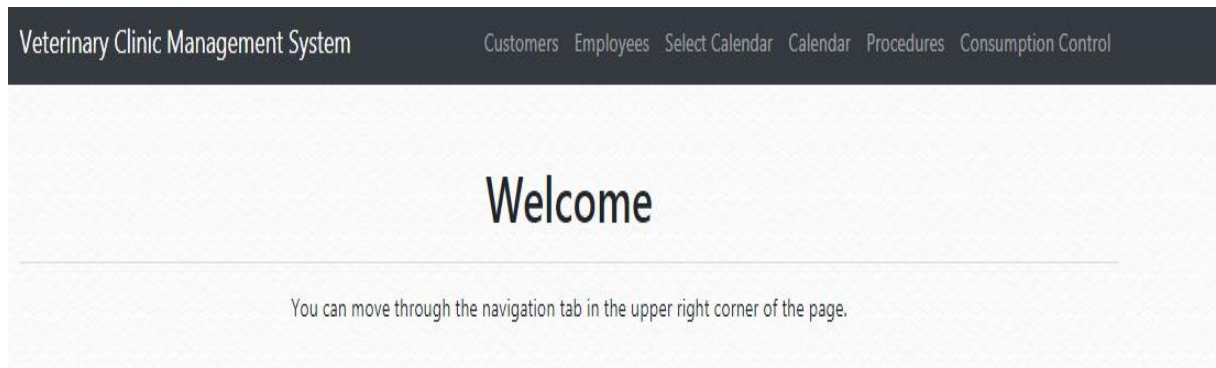 Veterinary Clinic Management System Customers Employees Select Calendar Calendar Procedures Consumption Control
Welcome
You can move through the navigation tab in the upper right corner of the page.